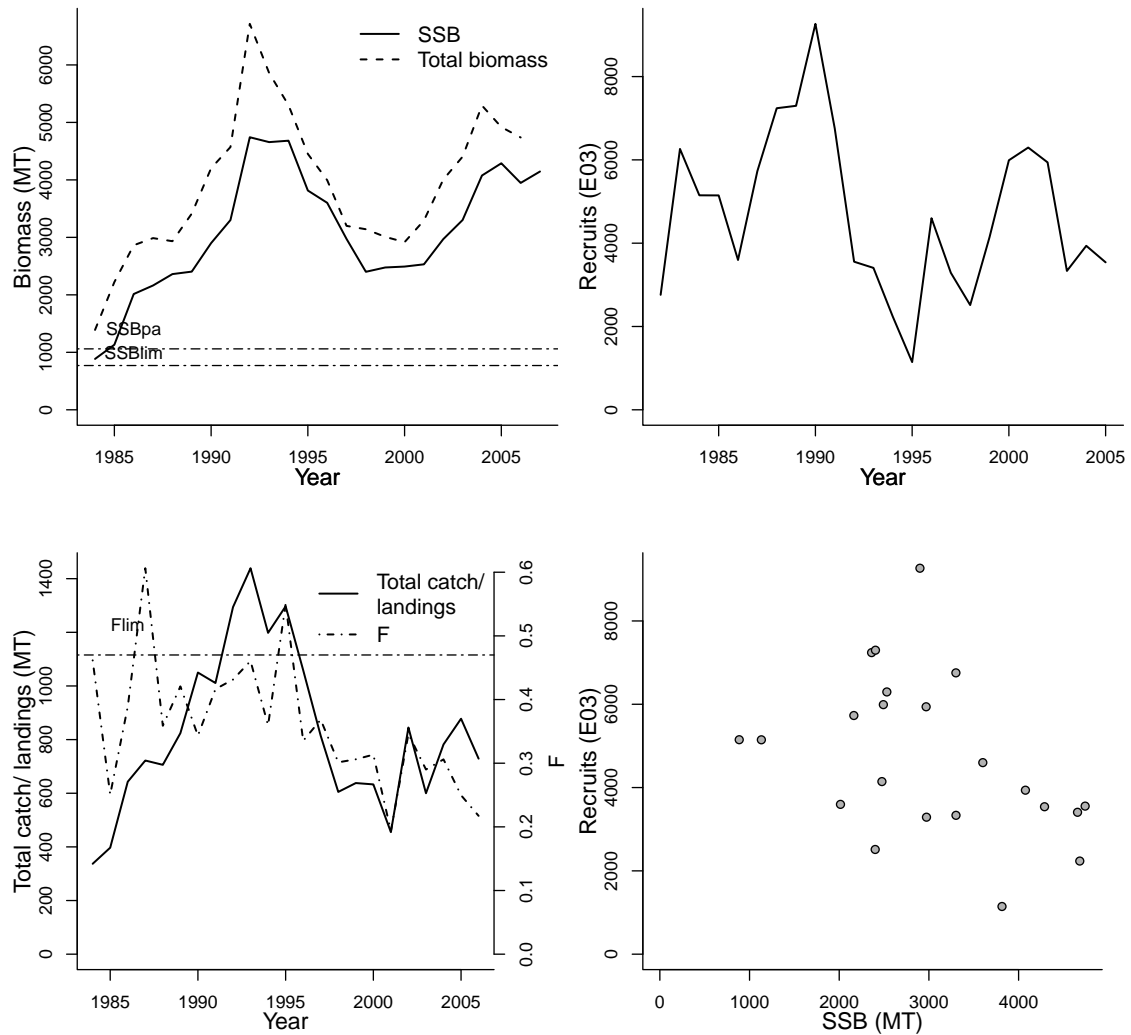 SSB
Total biomass
Biomass (MT)
0 1000 2000 3000 4000 5000 6000
SSBpa
SSBlim
1985 1990 1995 2000 2005
Year
Recruits (E03)
0 2000 4000 6000 8000
1985 1990 1995 2000 2005
Year
Total catch/ landings (MT)
0 200 400 600 800 1000 1400
Total catch/
landings
F
Flim
0.0 0.1 0.2 0.3 0.4 0.5 0.6
F
1985 1990 1995 2000 2005
Year
Recruits (E03)
0 2000 4000 6000 8000
0 1000 2000 3000 4000
SSB (MT)